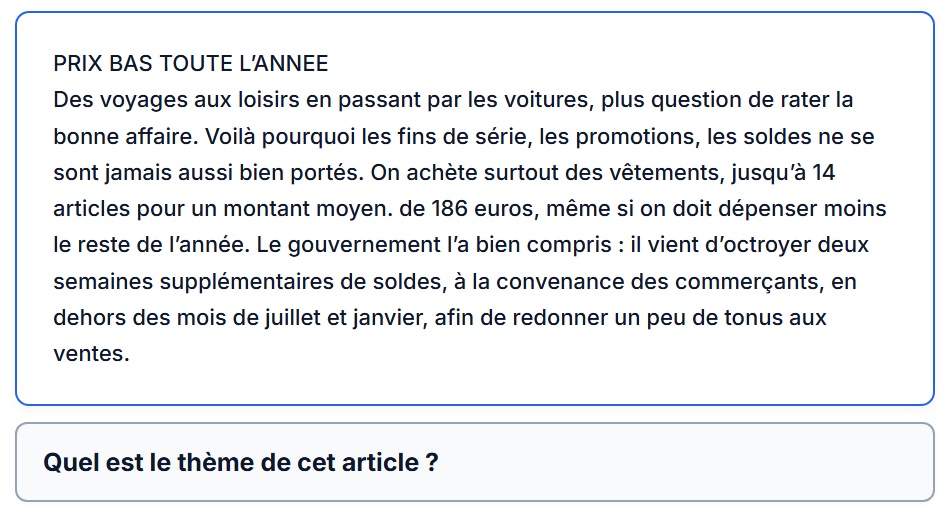 PRIX BAS TOUTE L’ANNEE
Des voyages aux loisirs en passant par les voitures, plus question de rater la
bonne affaire. Voilà pourquoi les fins de série, les promotions, les soldes ne se
sont jamais aussi bien portés. On achète surtout des vêtements, jusqu’à 14
articles pour un montant moyen. de 186 euros, même si on doit dépenser moins
le reste de l’année. Le gouvernement l’a bien compris : il vient d’octroyer deux
semaines supplémentaires de soldes, à la convenance des commerçants, en
dehors des mois de juillet et janvier, afin de redonner un peu de tonus aux
ventes.
Quel est le thème de cet article ?